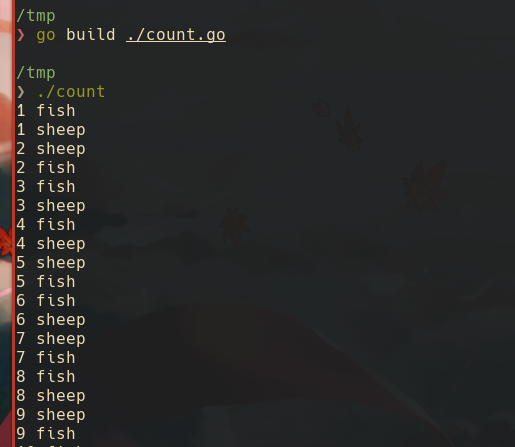 /tmp
❯ go build ./count.go
/tmp
❯ ./count
1 fish
1 sheep
2 sheep
2 fish
3 fish
3 sheep
4 fish
4 sheep
5 sheep
5 fish
6 fish
6 sheep
7 sheep
7 fish
8 fish
8 sheep
9 sheep
9 fish